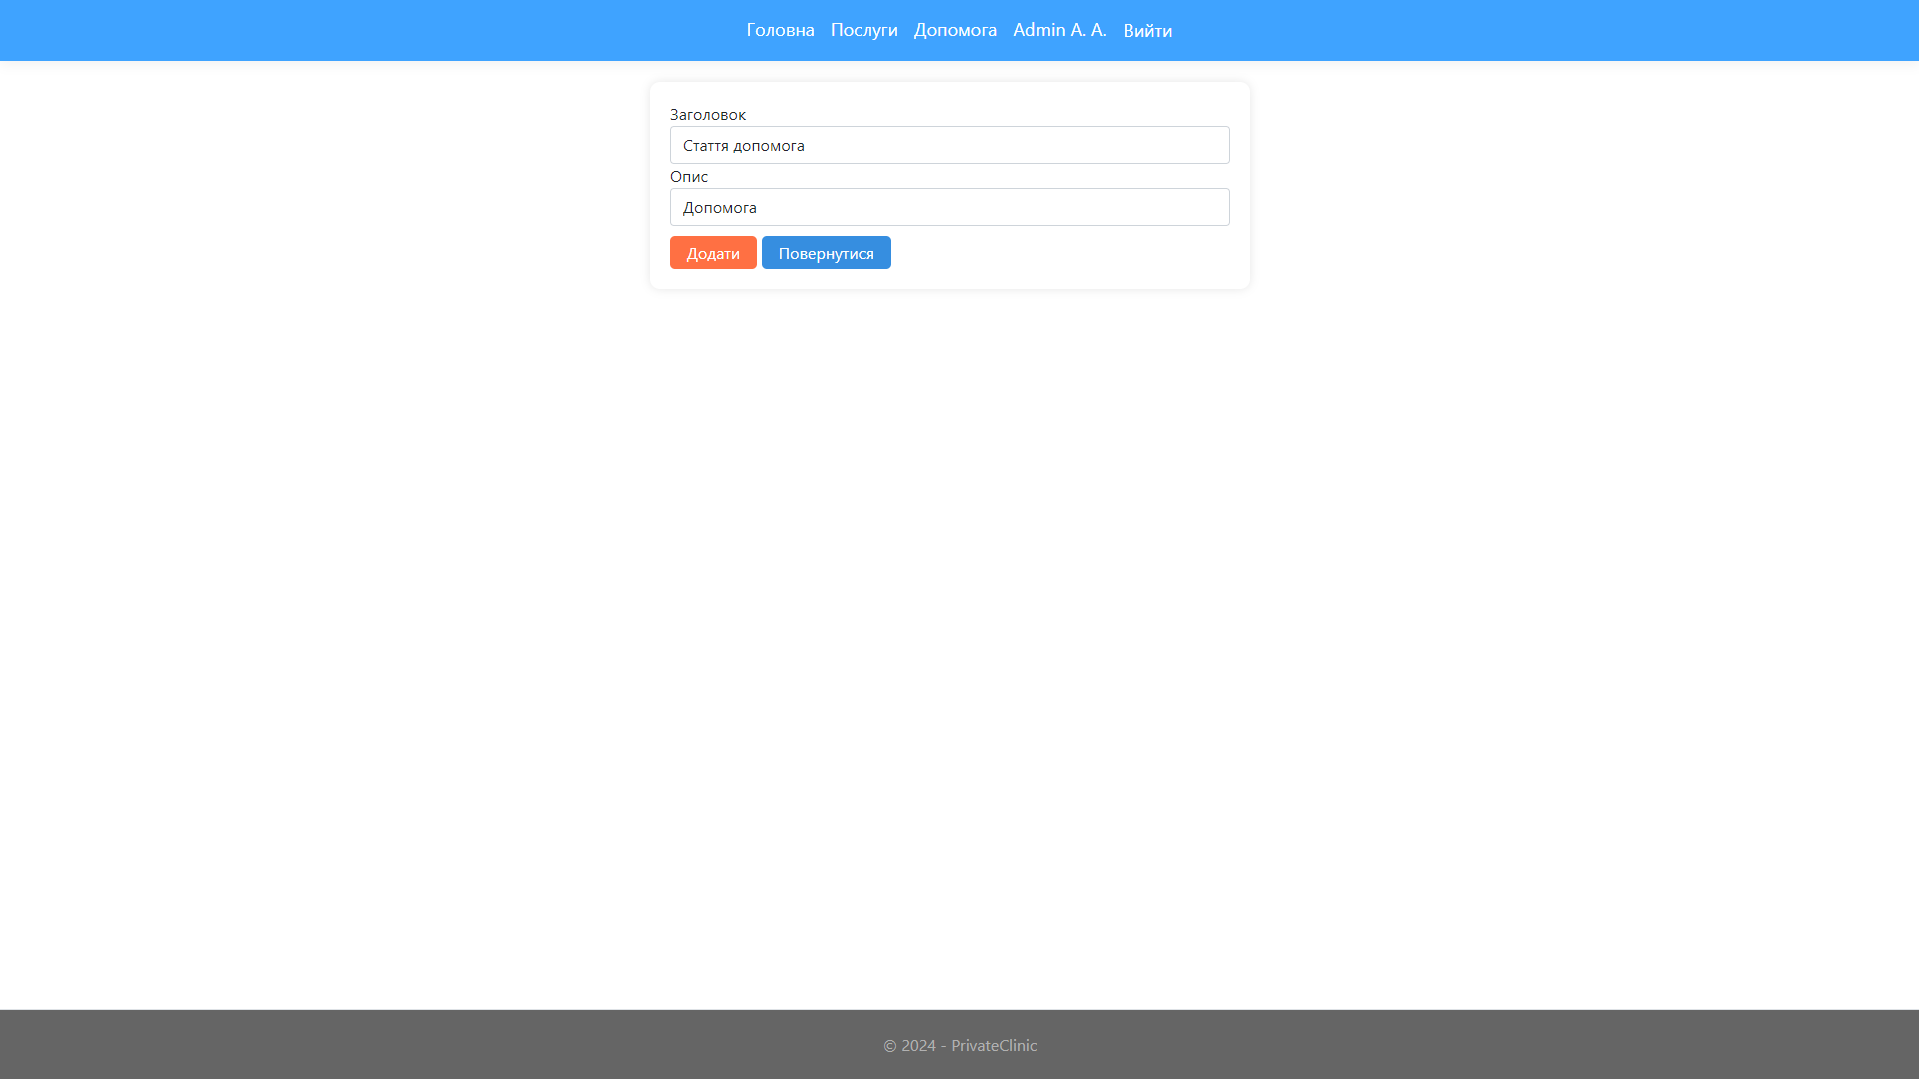 Головна Послуги Допомога Admin A. A. Вийти
Заголовок
Стаття допомога
Опис
Допомога
Додати Повернутися
© 2024 - PrivateClinic